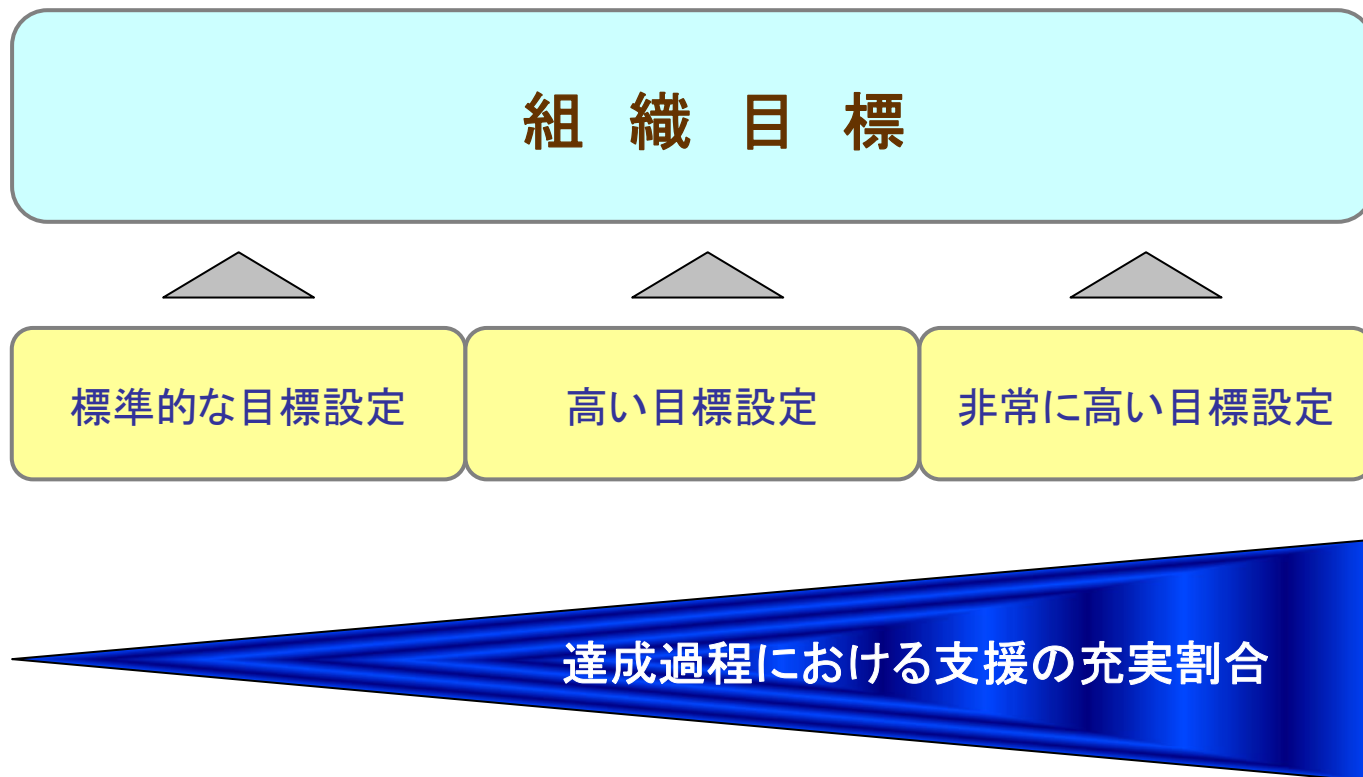 組 織 目 標
標準的な目標設定
高い目標設定
非常に高い目標設定
達成過程における支援の充実割合